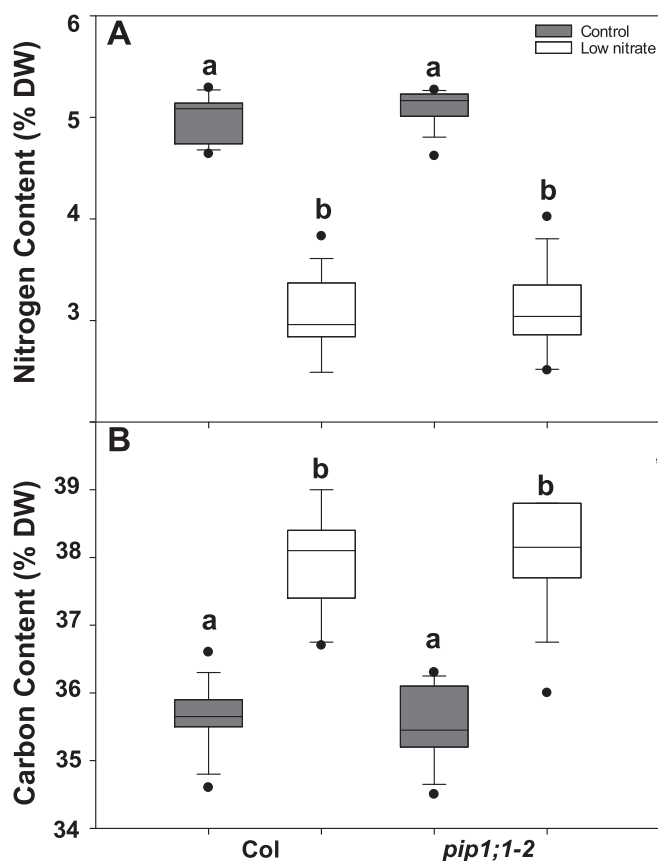 6
A
Control
Low nitrate
a
a
5
b
b
4
3
Nitrogen Content (% DW)
B
39
b
b
38
37
a
a
36
35
34
Carbon Content (% DW)
Col
pip1;1-2